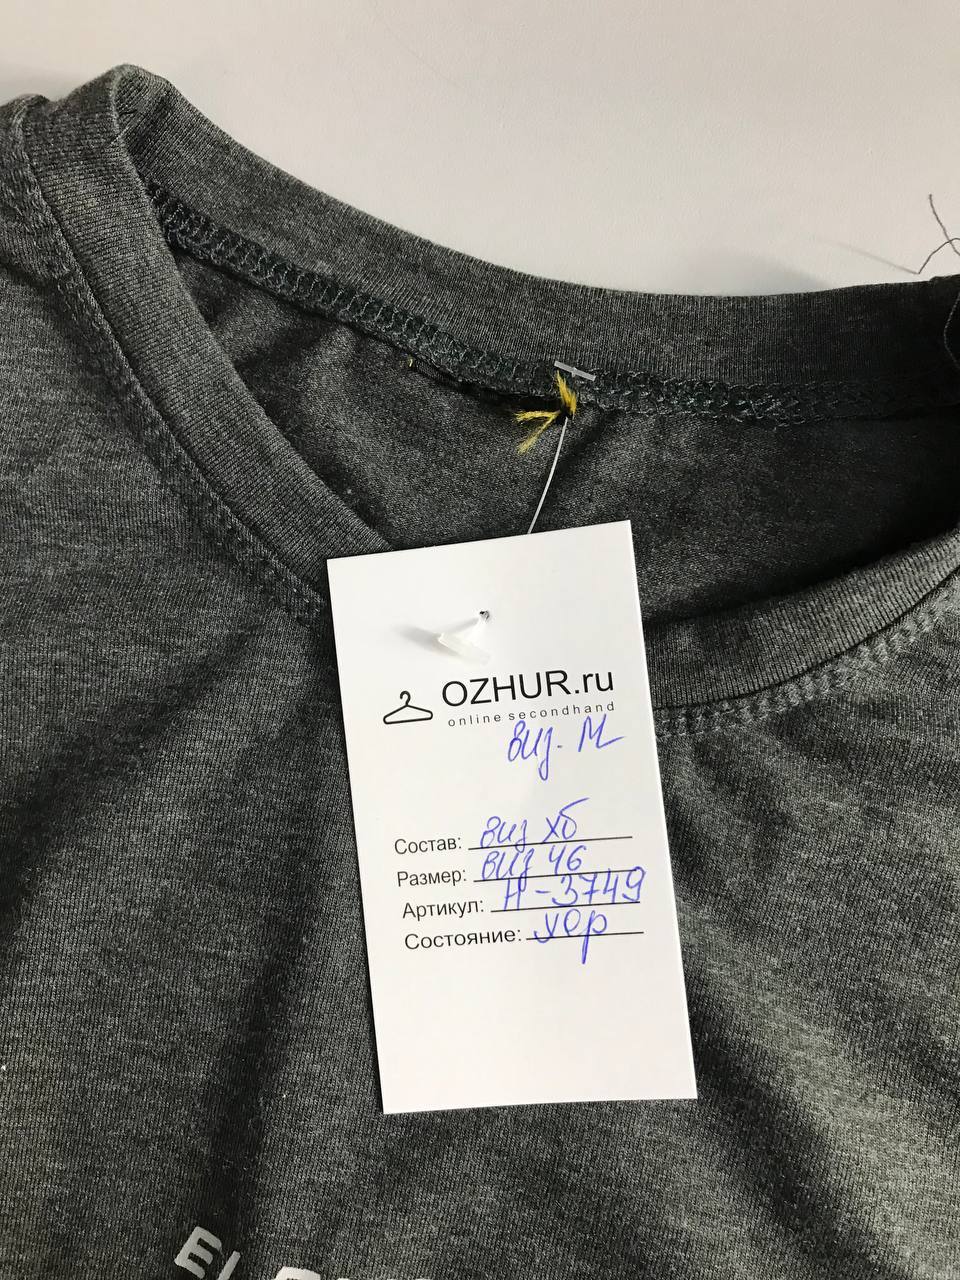 OZHUR.ru
online secondhand
виз. М
Состав: виз хб
Размер: виз 46
Артикул: Н-3749
Состояние: хор